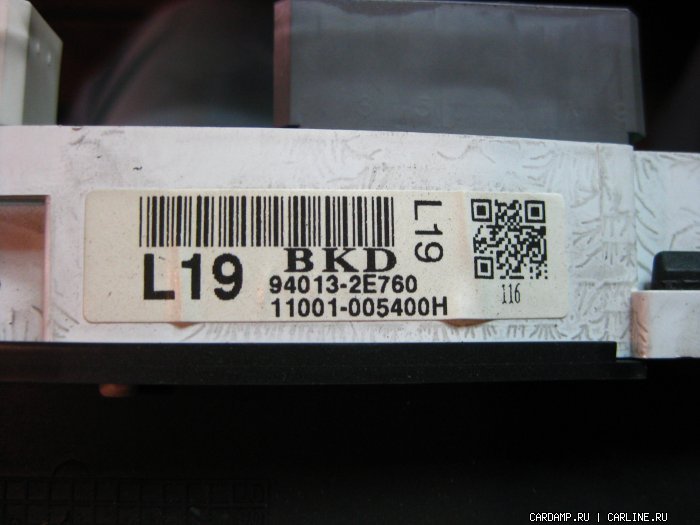 L19
BKD
94013-2E760
11001-005400H
L19
116
CARDAMP.RU | CARLINE.RU